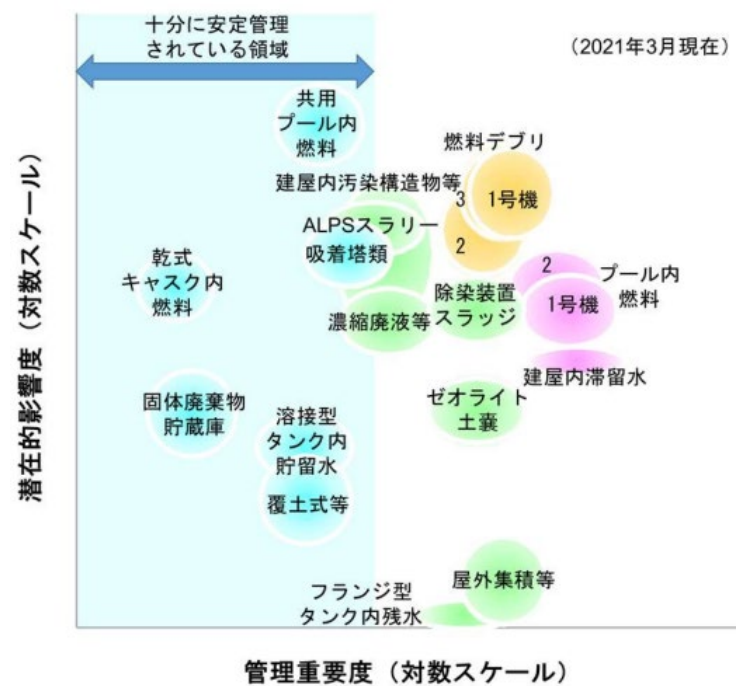 十分に安定管理
されている領域
（2021年3月現在）
共用
プール内
燃料
燃料デブリ
建屋内汚染構造物等
3
1号機
ALPSスラリー
2
吸着塔類
乾式
キャスク内
燃料
2
プール内
燃料
1号機
除染装置
スラッジ
濃縮廃液等
建屋内滞留水
固体廃棄物
貯蔵庫
ゼオライト
土嚢
溶接型
タンク内
貯留水
覆土式等
屋外集積等
フランジ型
タンク内残水
潜在的影響度（対数スケール）
管理重要度（対数スケール）